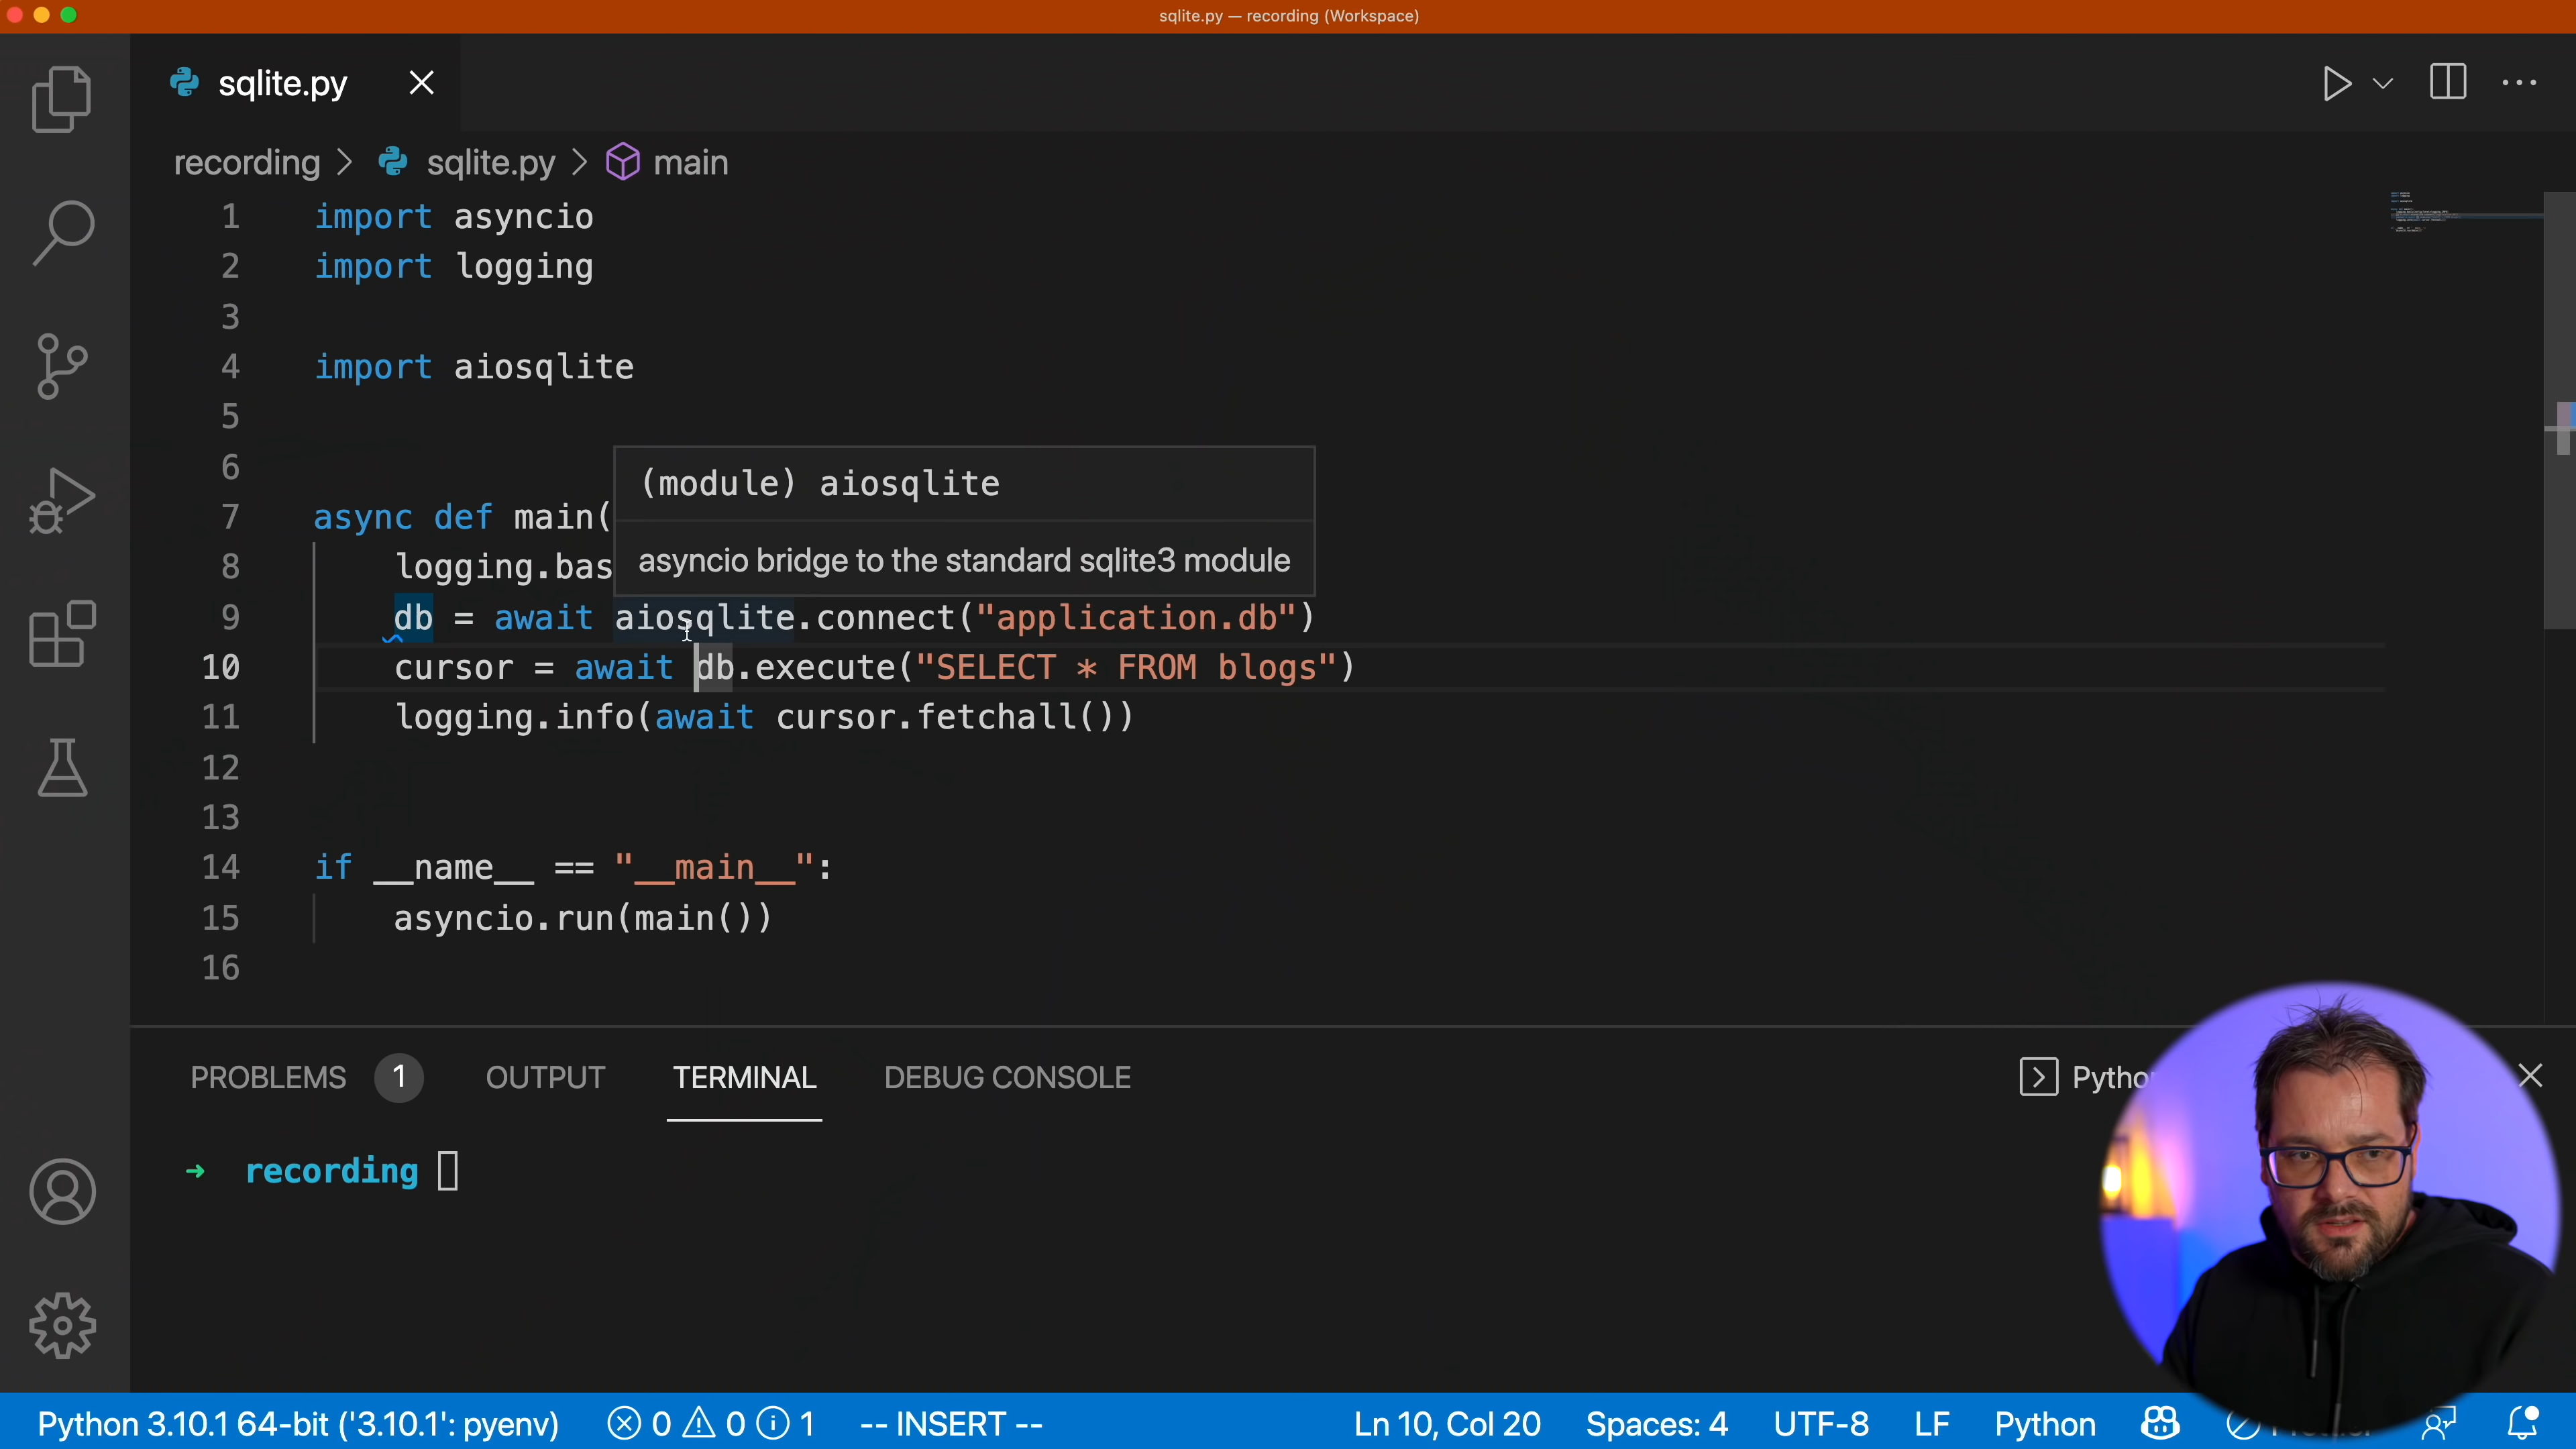 sqlite.py — recording (Workspace)
sqlite.py
recording > sqlite.py > main
1 import asyncio
2 import logging
3
4 import aiosqlite
5
6
(module) aiosqlite
7 async def main(
asyncio bridge to the standard sqlite3 module
8 logging.bas
9 db = await aiosqlite.connect("application.db")
10 cursor = await db.execute("SELECT * FROM blogs")
11 logging.info(await cursor.fetchall())
12
13
14 if __name__ == "__main__":
15 asyncio.run(main())
16
PROBLEMS 1 OUTPUT TERMINAL DEBUG CONSOLE
➜ recording
Python 3.10.1 64-bit ('3.10.1': pyenv) 0 0 1 -- INSERT -- Ln 10, Col 20 Spaces: 4 UTF-8 LF Python